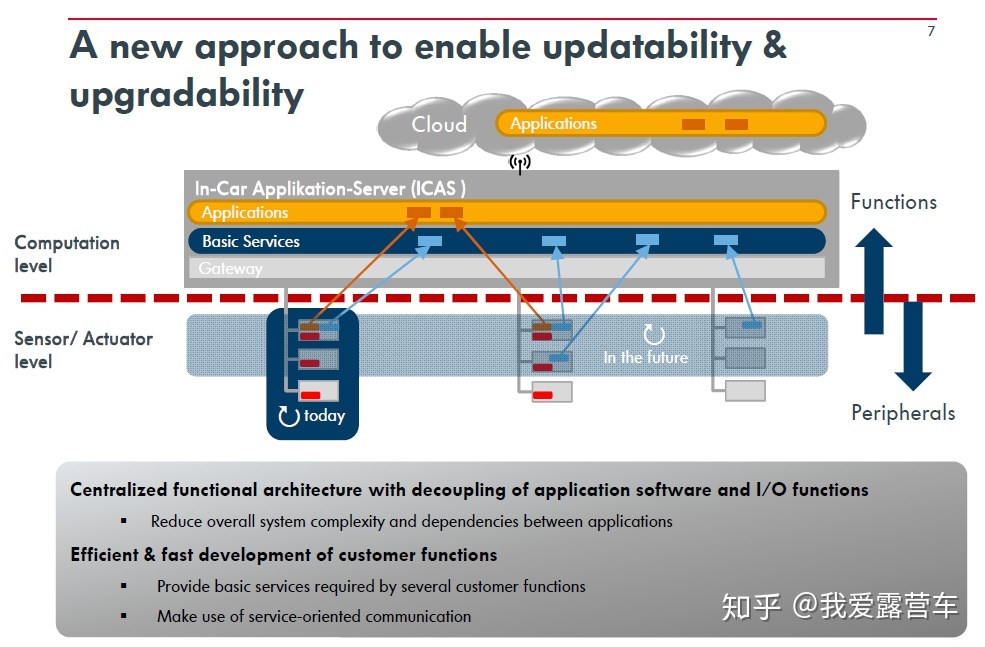 7
A new approach to enable updatability &
upgradability
Cloud
Applications
In-Car Applikation-Server (ICAS )
Applications
Basic Services
Gateway
Computation
level
Functions
Sensor/ Actuator
level
In the future
today
Peripherals
Centralized functional architecture with decoupling of application software and I/O functions
▪ Reduce overall system complexity and dependencies between applications
Efficient & fast development of customer functions
▪ Provide basic services required by several customer functions
▪ Make use of service-oriented communication
知乎 @我爱露营车